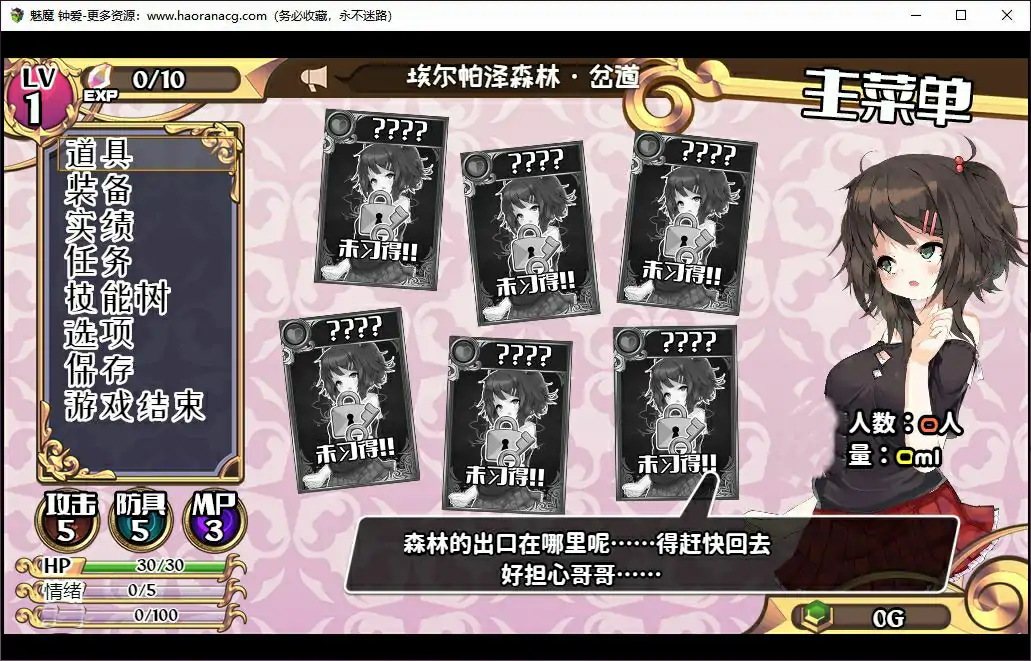 魅魔 钟爱-更多资源：www.haoranacg.com（务必收藏，永不迷路）
LV
1
EXP
0/10
埃尔帕泽森林·岔道
主菜单
道具
装备
实绩
任务
技能树
选项
保存
游戏结束
????
未习得!!
????
未习得!!
????
未习得!!
????
未习得!!
????
未习得!!
????
未习得!!
人数：0人
量：0ml
攻击
5
防具
5
MP
3
HP
30/30
情绪
0/5
0/100
森林的出口在哪里呢……得赶快回去
好担心哥哥……
0G